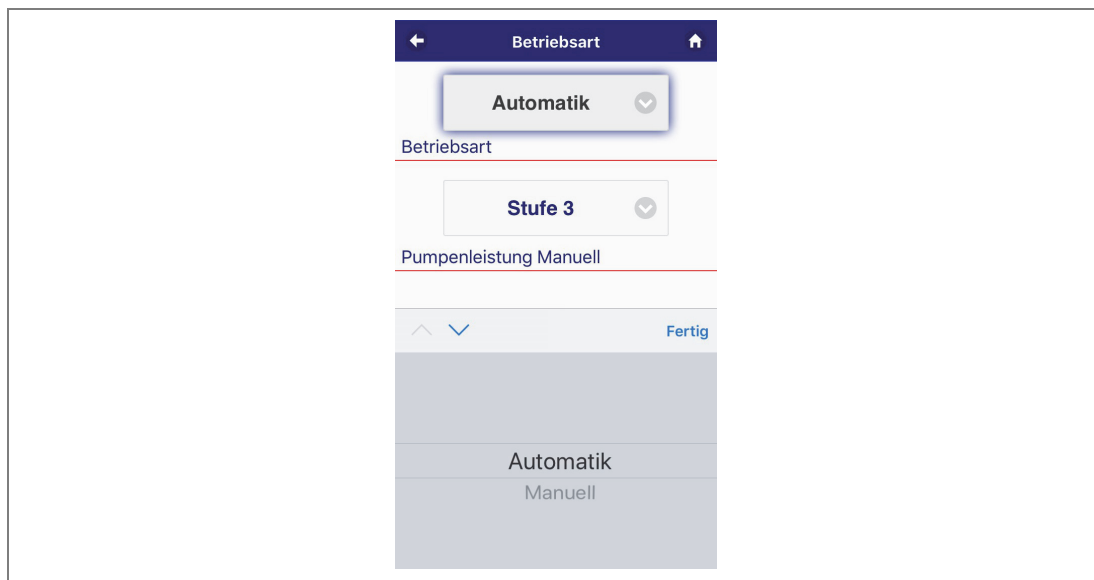 Betriebsart
Automatik
Betriebsart
Stufe 3
Pumpenleistung Manuell
Fertig
Automatik
Manuell